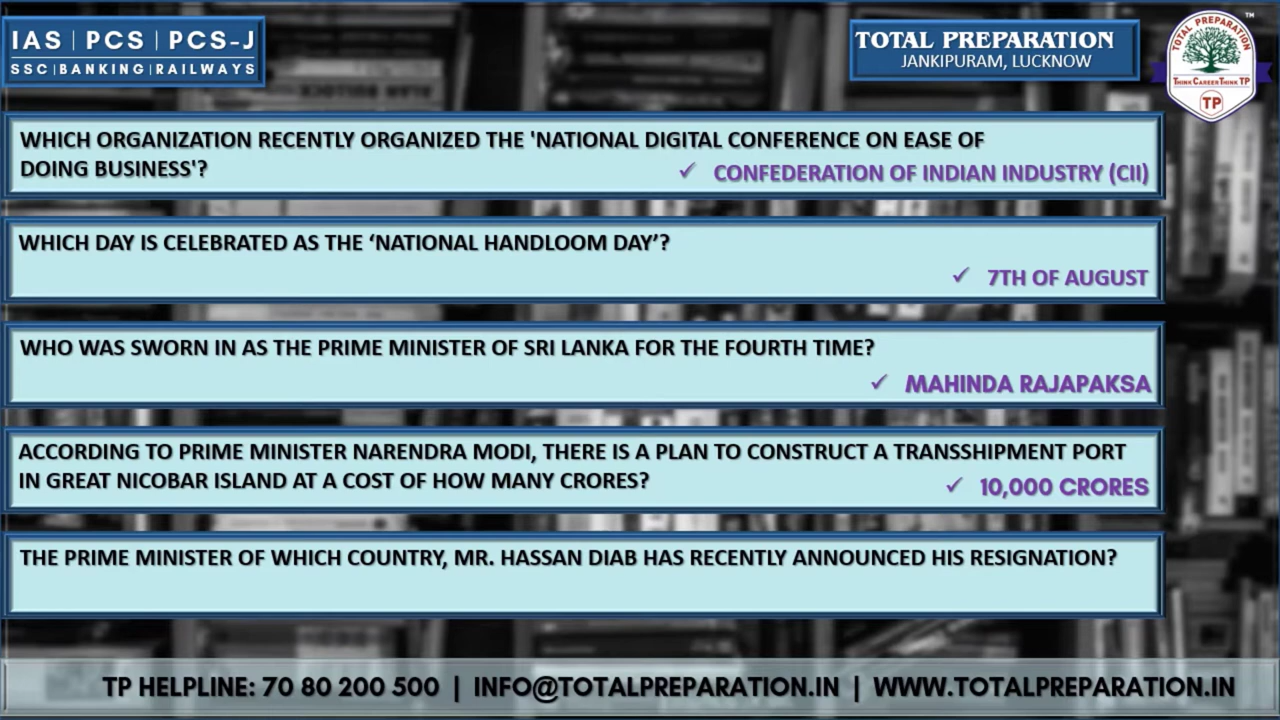 IAS | PCS | PCS-J
SSC|BANKING|RAILWAYS
TOTAL PREPARATION
JANKIPURAM, LUCKNOW
TM
TOTAL PREPARATION
THINK CAREER THINK TP
TP
WHICH ORGANIZATION RECENTLY ORGANIZED THE 'NATIONAL DIGITAL CONFERENCE ON EASE OF
DOING BUSINESS'?
✓ CONFEDERATION OF INDIAN INDUSTRY (CII)
WHICH DAY IS CELEBRATED AS THE ‘NATIONAL HANDLOOM DAY’?
✓ 7TH OF AUGUST
WHO WAS SWORN IN AS THE PRIME MINISTER OF SRI LANKA FOR THE FOURTH TIME?
✓ MAHINDA RAJAPAKSA
ACCORDING TO PRIME MINISTER NARENDRA MODI, THERE IS A PLAN TO CONSTRUCT A TRANSSHIPMENT PORT
IN GREAT NICOBAR ISLAND AT A COST OF HOW MANY CRORES?
✓ 10,000 CRORES
THE PRIME MINISTER OF WHICH COUNTRY, MR. HASSAN DIAB HAS RECENTLY ANNOUNCED HIS RESIGNATION?
TP HELPLINE: 70 80 200 500 | INFO@TOTALPREPARATION.IN | WWW.TOTALPREPARATION.IN